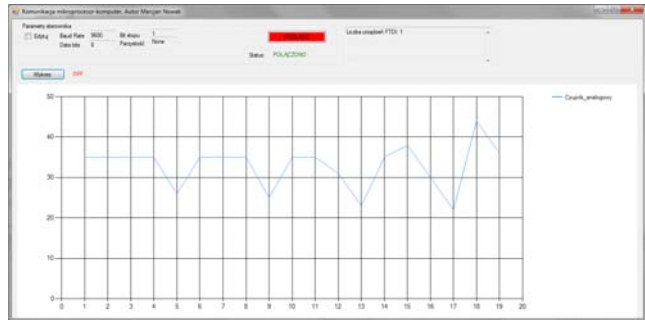 Komunikacja mikroprocesor-komputer, Autor Marcjan Nowak
Parametry sterownika
Edytuj Baud Rate 9600 Bit stopu 1
Data bits 8 Parzystość None
Liczba urządzeń FTDI: 1
Status: POŁĄCZONO
Wykres OFF
Czujnik_analogowy
50
40
30
20
10
0
0 1 2 3 4 5 6 7 8 9 10 11 12 13 14 15 16 17 18 19 20